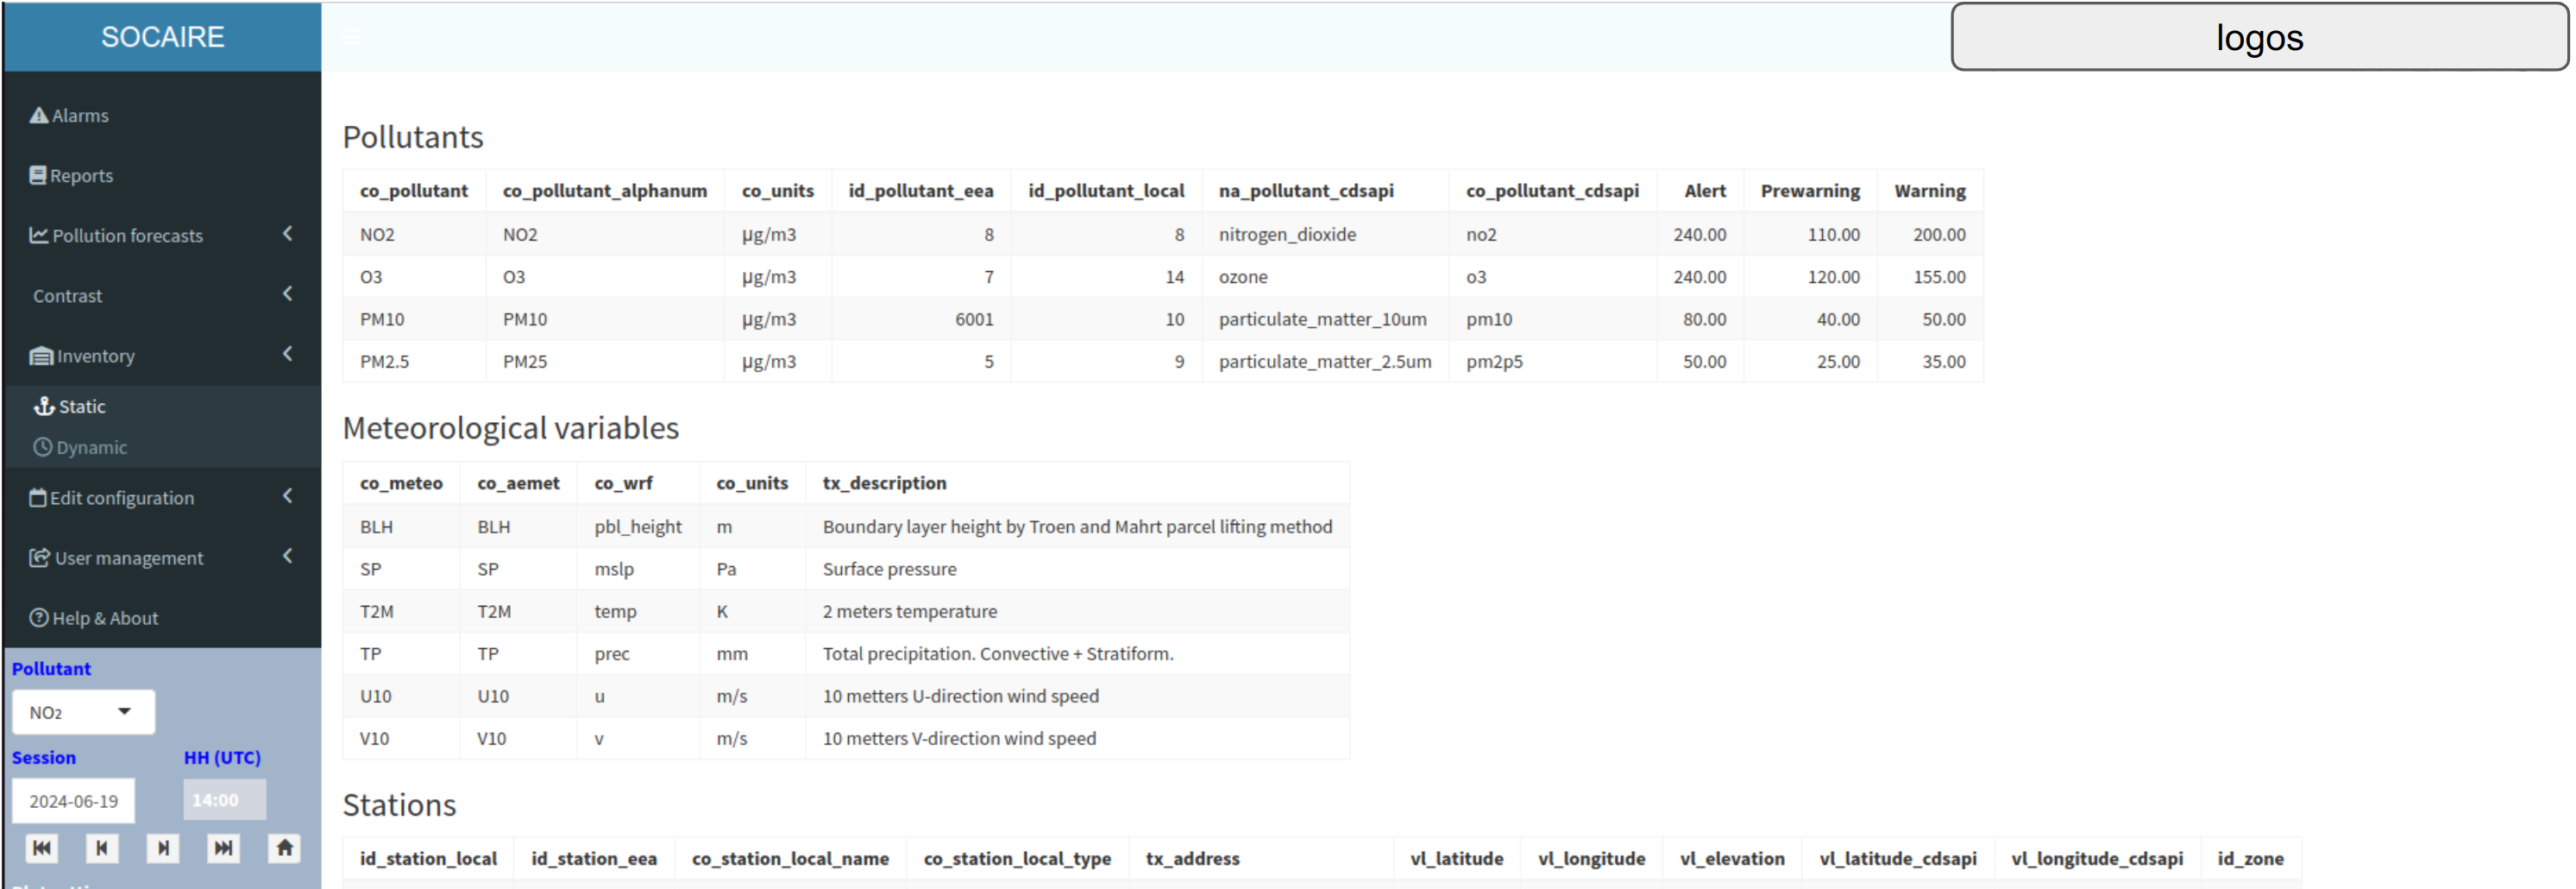 SOCAIRE
logos
Alarms
Reports
Pollution forecasts
Contrast
Inventory
Static
Dynamic
Edit configuration
User management
Help & About
Pollutant
NO₂
Session HH (UTC)
2024-06-19 14:00
Pollutants
co_pollutant co_pollutant_alphanum co_units id_pollutant_eea id_pollutant_local na_pollutant_cdsapi co_pollutant_cdsapi Alert Prewarning Warning
NO2 NO2 µg/m3 8 8 nitrogen_dioxide no2 240.00 110.00 200.00
O3 O3 µg/m3 7 14 ozone o3 240.00 120.00 155.00
PM10 PM10 µg/m3 6001 10 particulate_matter_10um pm10 80.00 40.00 50.00
PM2.5 PM25 µg/m3 5 9 particulate_matter_2.5um pm2p5 50.00 25.00 35.00
Meteorological variables
co_meteo co_aemet co_wrf co_units tx_description
BLH BLH pbl_height m Boundary layer height by Troen and Mahrt parcel lifting method
SP SP mslp Pa Surface pressure
T2M T2M temp K 2 meters temperature
TP TP prec mm Total precipitation. Convective + Stratiform.
U10 U10 u m/s 10 metters U-direction wind speed
V10 V10 v m/s 10 metters V-direction wind speed
Stations
id_station_local id_station_eea co_station_local_name co_station_local_type tx_address vl_latitude vl_longitude vl_elevation vl_latitude_cdsapi vl_longitude_cdsapi id_zone